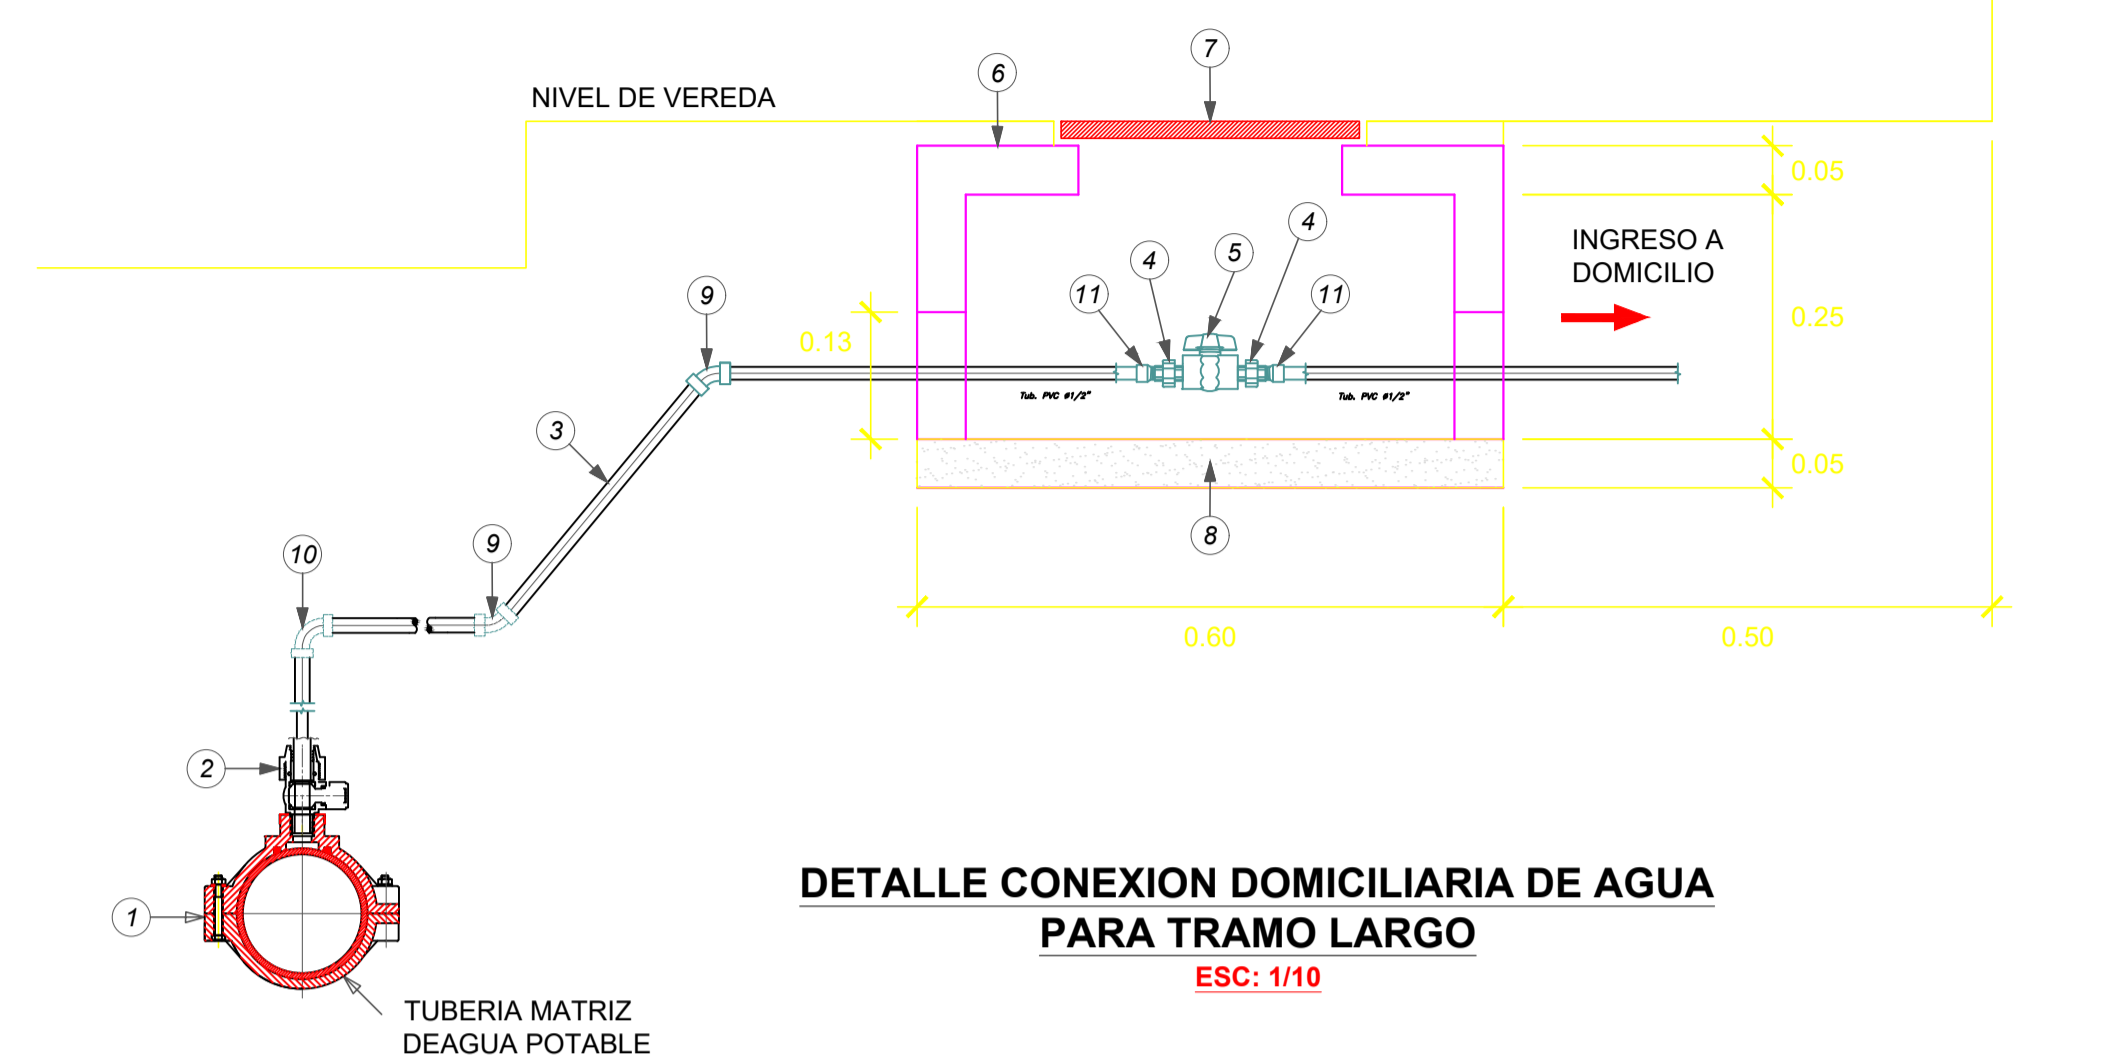 7
6
NIVEL DE VEREDA
0.05
4
INGRESO A
DOMICILIO
5
4
9
11
11
0.25
0.13
Tub. PVC ø1/2"
Tub. PVC ø1/2"
3
0.05
8
9
10
0.60
0.50
2
DETALLE CONEXION DOMICILIARIA DE AGUA
PARA TRAMO LARGO
ESC: 1/10
1
TUBERIA MATRIZ
DEAGUA POTABLE